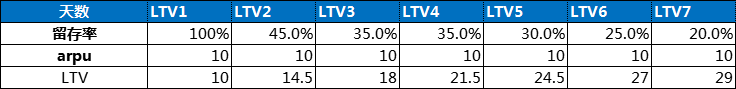 天数 LTV1 LTV2 LTV3 LTV4 LTV5 LTV6 LTV7
留存率 100% 45.0% 35.0% 35.0% 30.0% 25.0% 20.0%
arpu 10 10 10 10 10 10 10
LTV 10 14.5 18 21.5 24.5 27 29